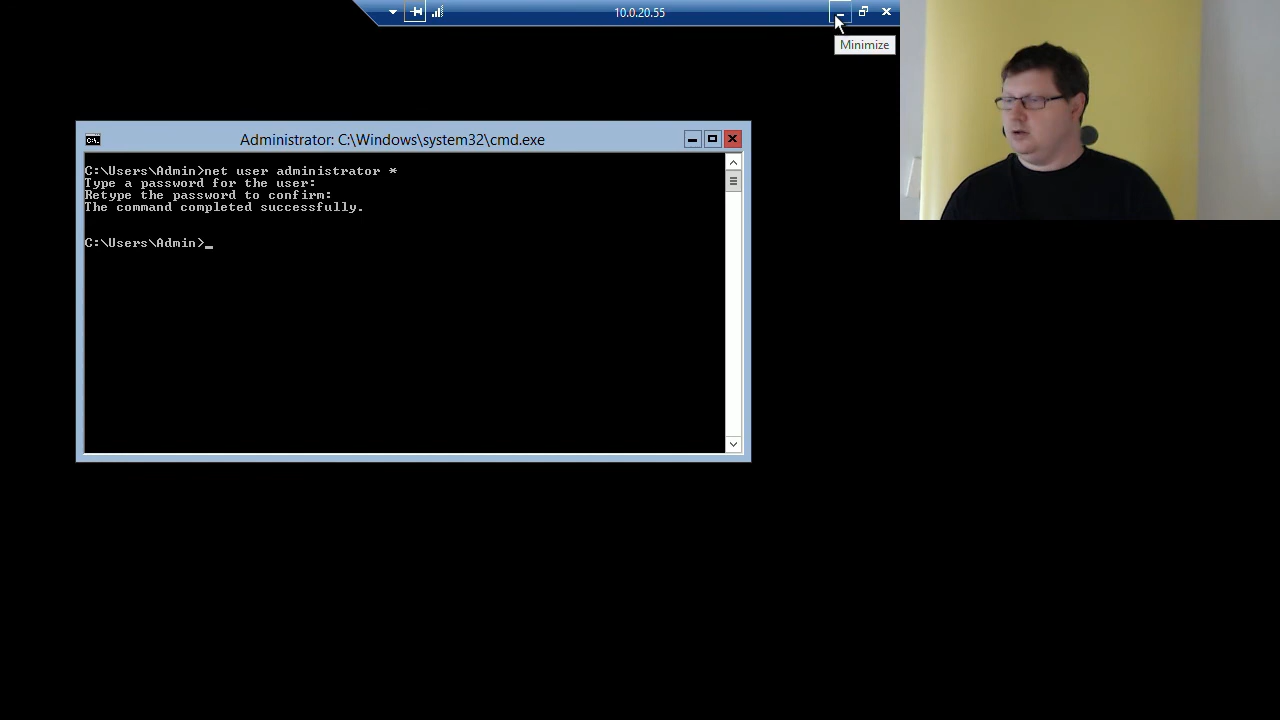 10.0.20.55
Minimize
Administrator: C:\Windows\system32\cmd.exe
C:\Users\Admin>net user administrator *
Type a password for the user:
Retype the password to confirm:
The command completed successfully.
C:\Users\Admin>_